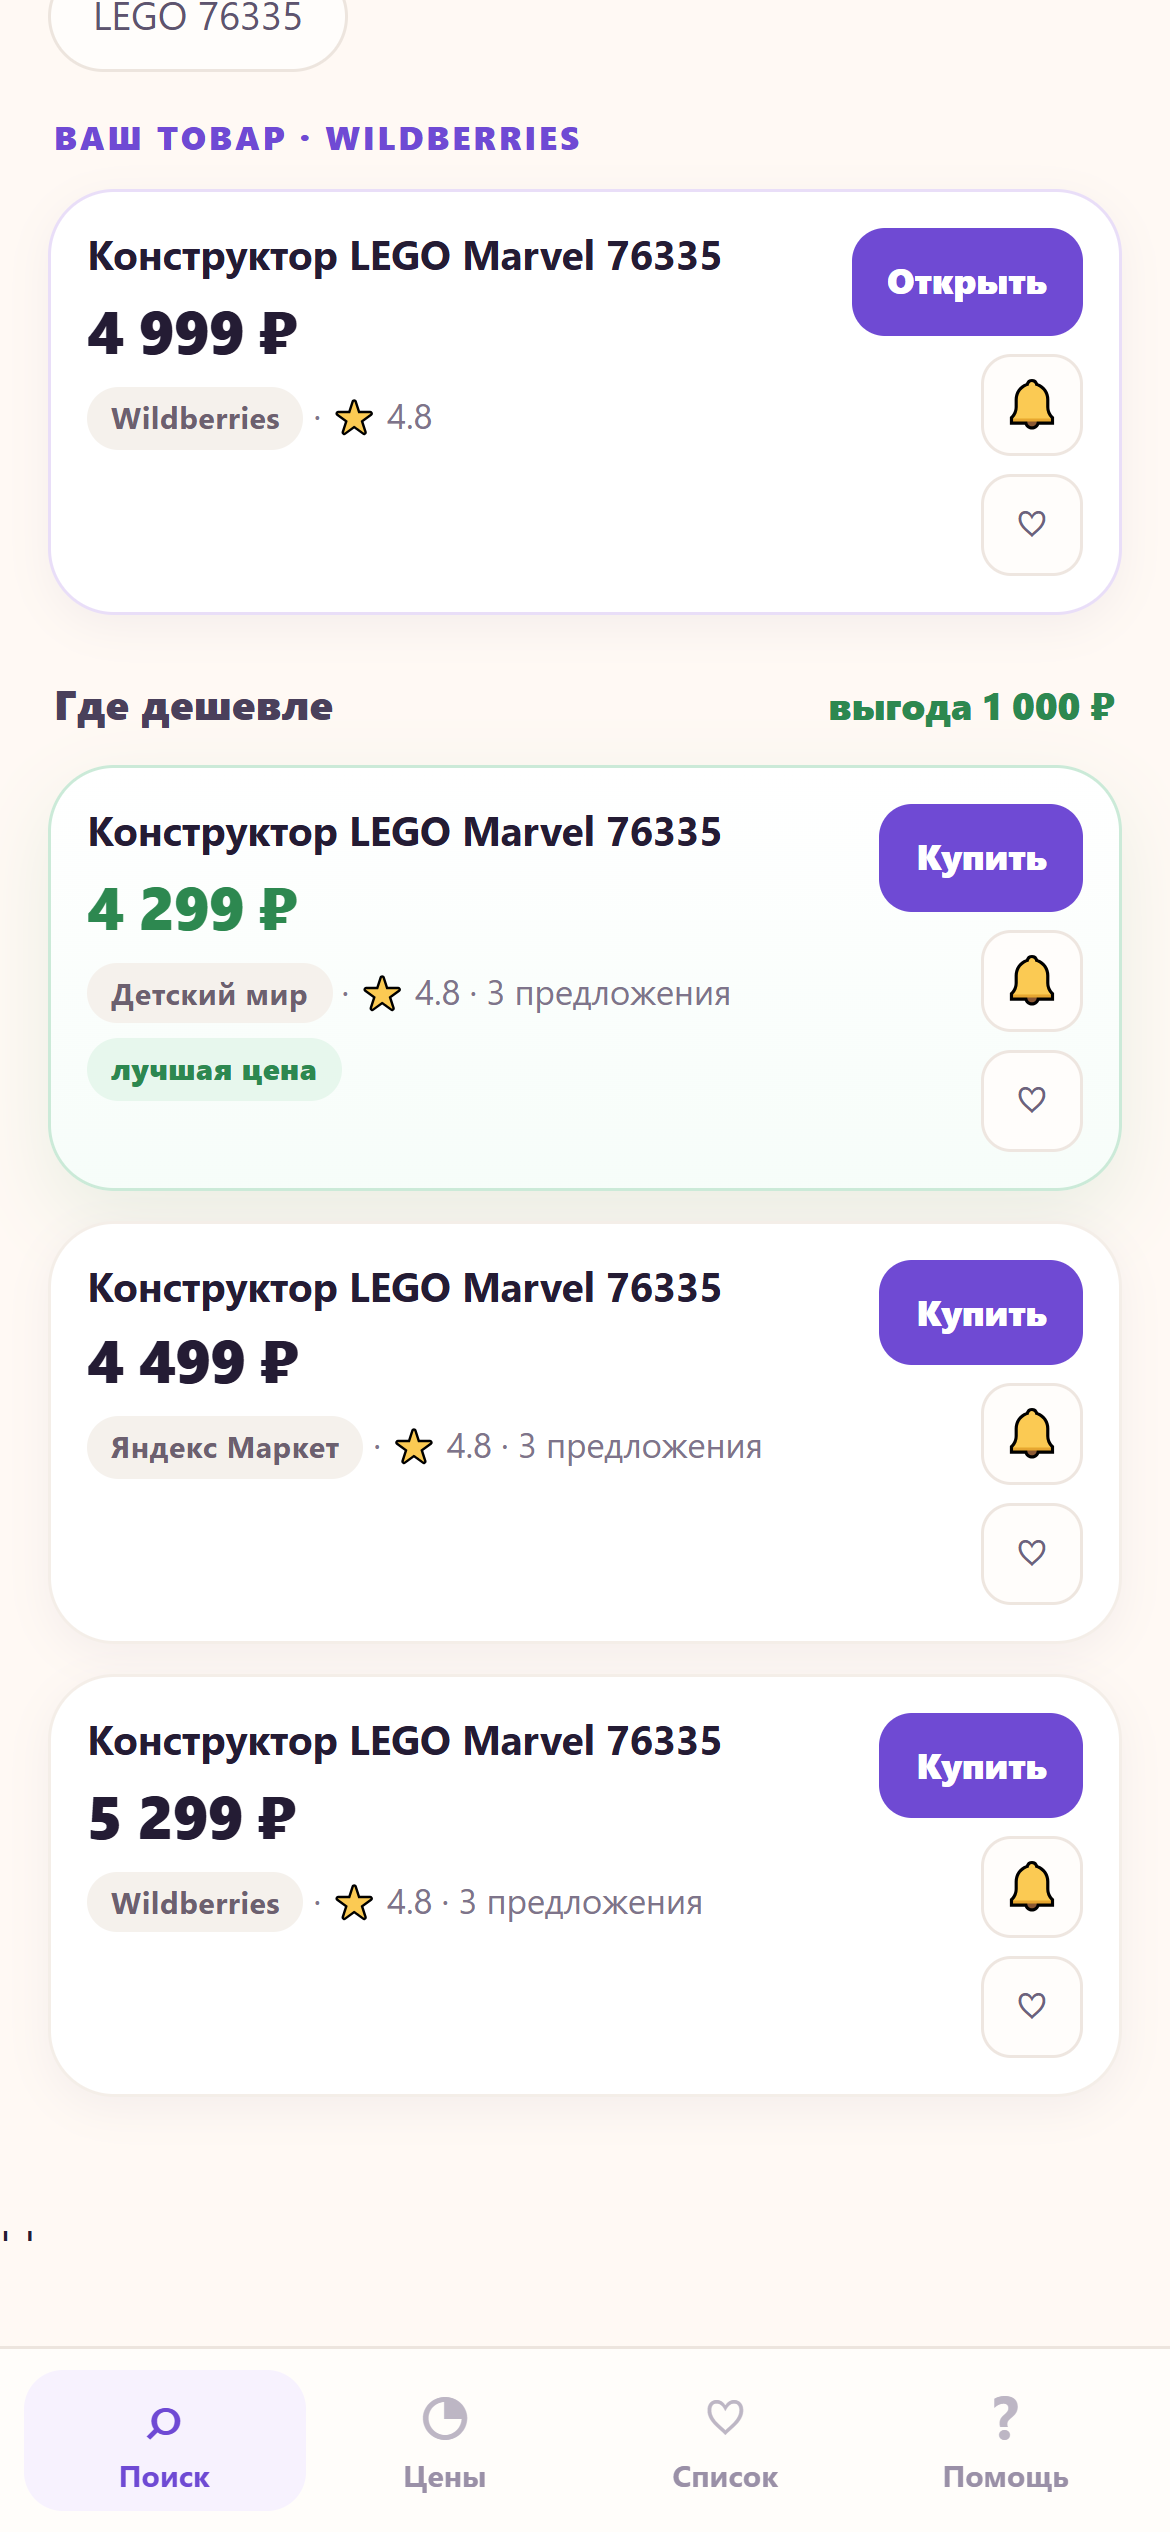 LEGO 76335
ВАШ ТОВАР · WILDBERRIES
Конструктор LEGO Marvel 76335
Открыть
4 999 ₽
Wildberries · ⭐ 4.8
Где дешевле
выгода 1 000 ₽
Конструктор LEGO Marvel 76335
Купить
4 299 ₽
Детский мир · ⭐ 4.8 · 3 предложения
лучшая цена
Конструктор LEGO Marvel 76335
Купить
4 499 ₽
Яндекс Маркет · ⭐ 4.8 · 3 предложения
Конструктор LEGO Marvel 76335
Купить
5 299 ₽
Wildberries · ⭐ 4.8 · 3 предложения
' '
Поиск
Цены
Список
Помощь